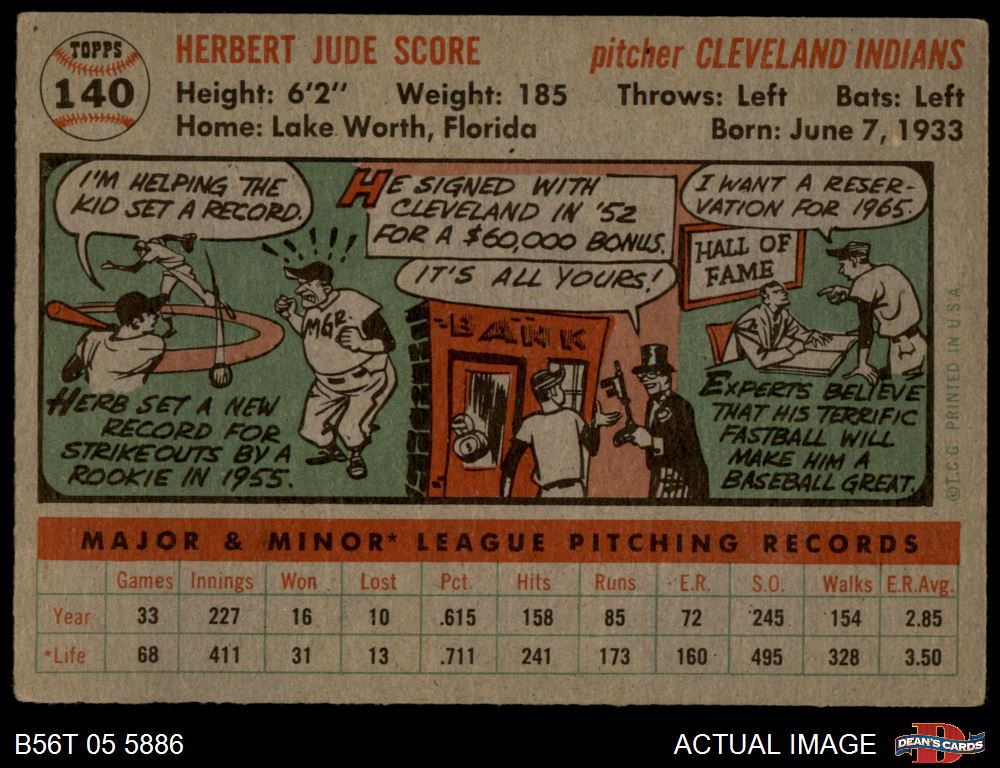 TOPPS
140
HERBERT JUDE SCORE
pitcher CLEVELAND INDIANS
Height: 6'2" Weight: 185 Throws: Left Bats: Left
Home: Lake Worth, Florida Born: June 7, 1933
I'M HELPING THE
KID SET A RECORD.
MGR.
HERB SET A NEW
RECORD FOR
STRIKEOUTS BY A
ROOKIE IN 1955.
HE SIGNED WITH
CLEVELAND IN '52
FOR A $60,000 BONUS.
IT'S ALL YOURS!
BANK
$
I WANT A RESER-
VATION FOR 1965.
HALL OF
FAME
EXPERTS BELIEVE
THAT HIS TERRIFIC
FASTBALL WILL
MAKE HIM A
BASEBALL GREAT.
©T.C.G. PRINTED IN U.S.A.
MAJOR & MINOR* LEAGUE PITCHING RECORDS
Games Innings Won Lost Pct. Hits Runs E.R. S.O. Walks E.R.Avg.
Year 33 227 16 10 .615 158 85 72 245 154 2.85
*Life 68 411 31 13 .711 241 173 160 495 328 3.50
B56T 05 5886
ACTUAL IMAGE
D
DEAN'S CARDS